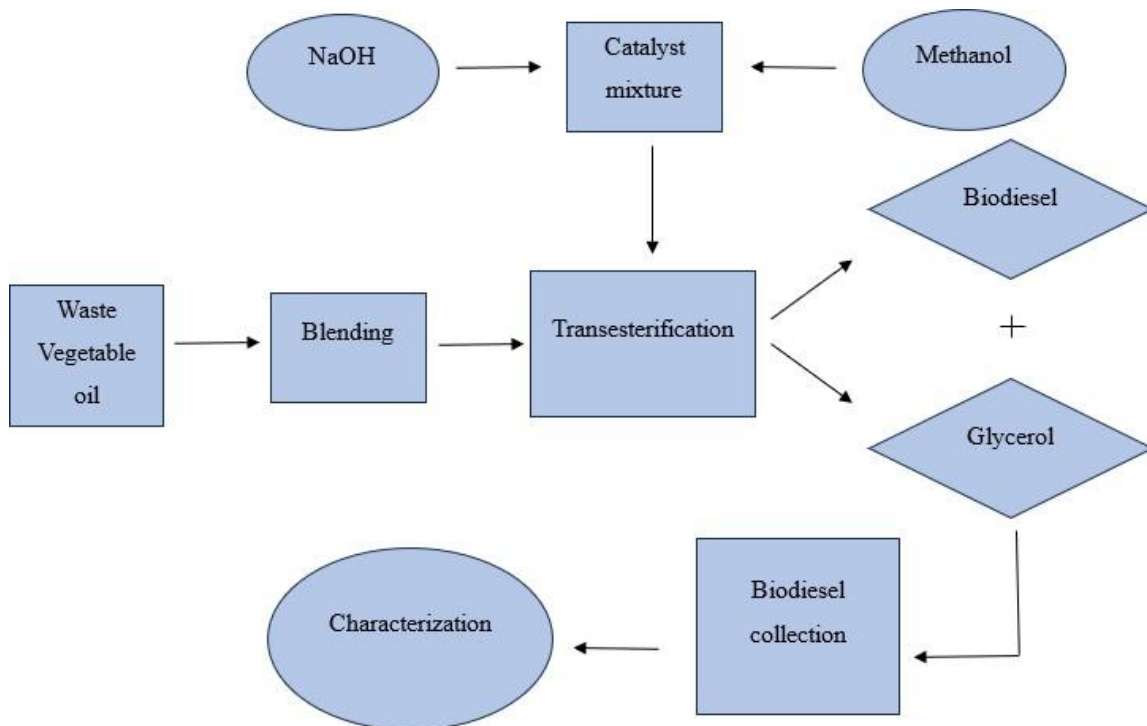 NaOH
Catalyst
mixture
Methanol
Biodiesel
Waste
Vegetable
oil
Blending
Transesterification
+
Glycerol
Biodiesel
collection
Characterization